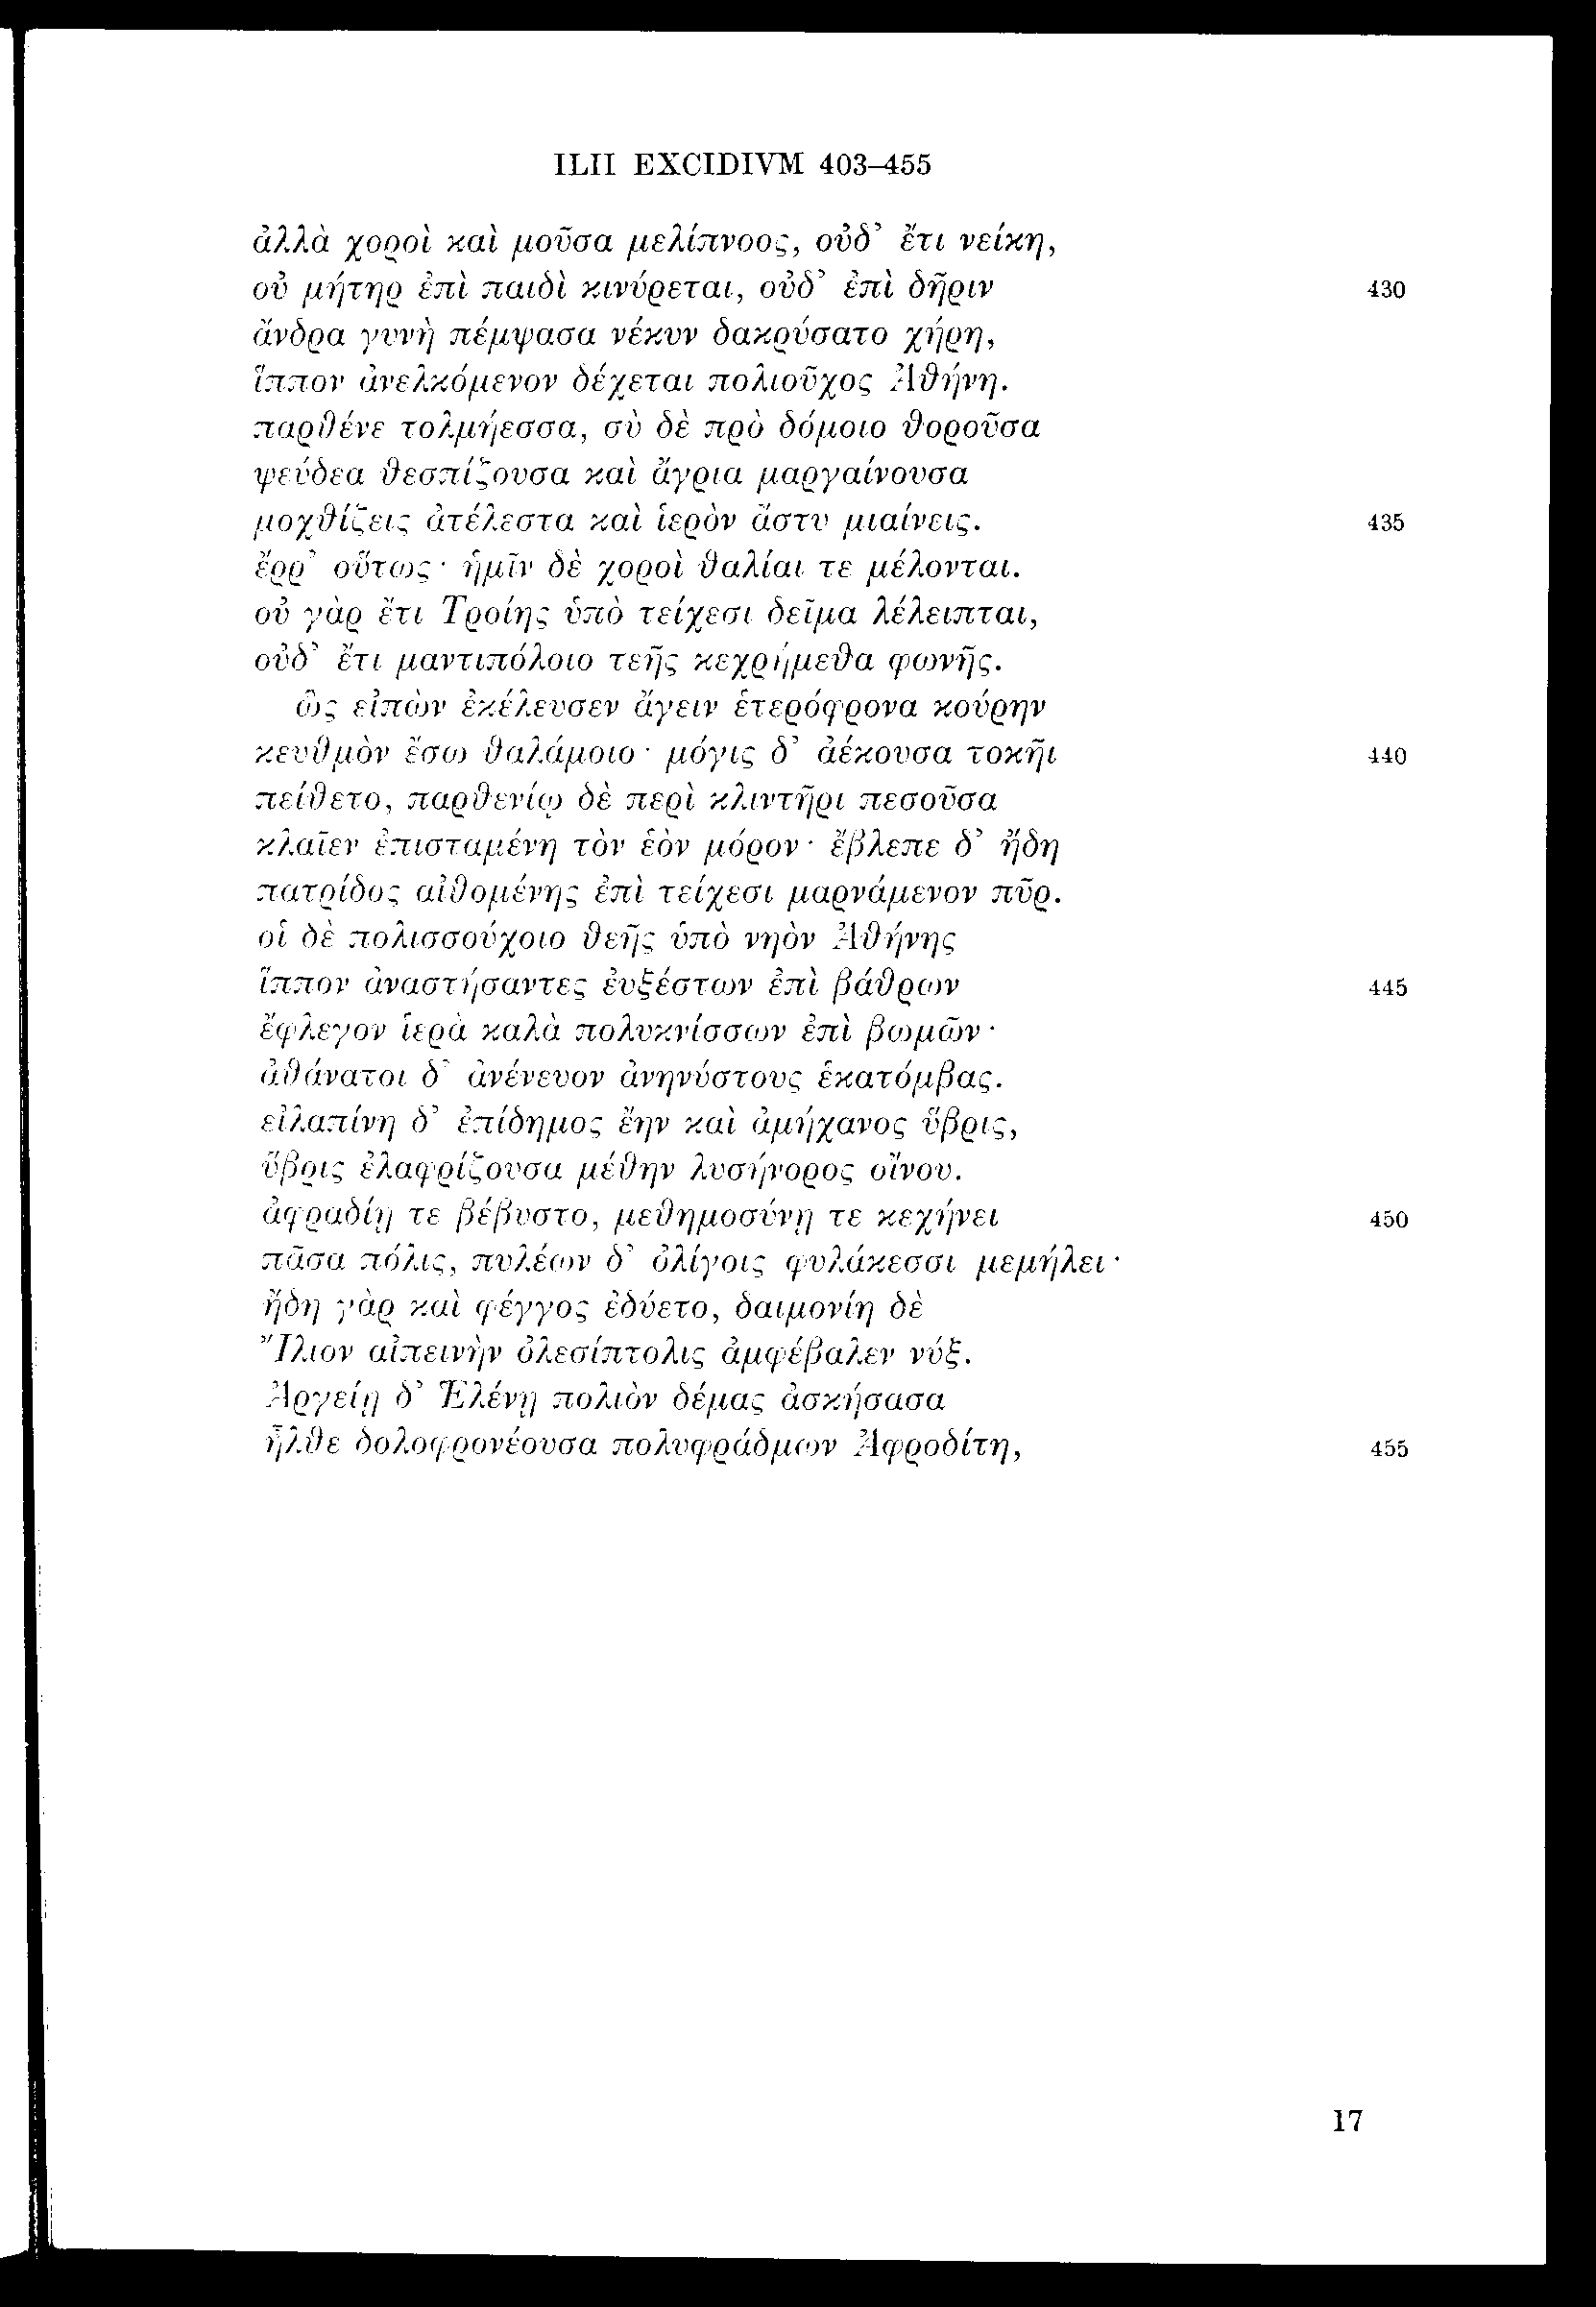 ILII EXCIDIVM 403–455
ἀλλὰ χοροὶ καὶ μοῦσα μελίπνοος, οὐδ’ ἔτι νείκη,
οὐ μήτηρ ἐπὶ παιδὶ κινύρεται, οὐδ’ ἐπὶ δῆριν 430
ἄνδρα γυνὴ πέμψασα νέκυν δακρύσατο χήρη,
ἵππον ἀνελκόμενον δέχεται πολιοῦχος Ἀθήνη.
παρθένε τολμήεσσα, σὺ δὲ πρὸ δόμοιο θοροῦσα
ψεύδεα θεσπίζουσα καὶ ἄγρια μαργαίνουσα
μοχθίζεις ἀτέλεστα καὶ ἱερὸν ἄστυ μιαίνεις. 435
ἔρρ’ οὕτως· ἡμῖν δὲ χοροὶ θαλίαι τε μέλονται.
οὐ γὰρ ἔτι Τροίης ὑπὸ τείχεσι δεῖμα λέλειπται,
οὐδ’ ἔτι μαντιπόλοιο τεῆς κεχρήμεθα φωνῆς.
ὣς εἰπὼν ἐκέλευσεν ἄγειν ἑτερόφρονα κούρην
κευθμὸν ἔσω θαλάμοιο· μόγις δ’ ἀέκουσα τοκῆι 440
πείθετο, παρθενίῳ δὲ περὶ κλιντῆρι πεσοῦσα
κλαῖεν ἐπισταμένη τὸν ἑὸν μόρον· ἔβλεπε δ’ ἤδη
πατρίδος αἰθομένης ἐπὶ τείχεσι μαρνάμενον πῦρ.
οἱ δὲ πολισσούχοιο θεῆς ὑπὸ νηὸν Ἀθήνης
ἵππον ἀναστήσαντες ἐυξέστων ἐπὶ βάθρων 445
ἔφλεγον ἱερὰ καλὰ πολυκνίσσων ἐπὶ βωμῶν·
ἀθάνατοι δ’ ἀνένευον ἀνηνύστους ἑκατόμβας.
εἰλαπίνη δ’ ἐπίδημος ἔην καὶ ἀμήχανος ὕβρις,
ὕβρις ἐλαφρίζουσα μέθην λυσήνορος οἴνου.
ἀφραδίῃ τε βέβυστο, μεθημοσύνῃ τε κεχήνει 450
πᾶσα πόλις, πυλέων δ’ ὀλίγοις φυλάκεσσι μεμήλει·
ἤδη γὰρ καὶ φέγγος ἐδύετο, δαιμονίη δὲ
Ἴλιον αἰπεινὴν ὀλεσίπτολις ἀμφέβαλεν νύξ.
Ἀργείῃ δ’ Ἑλένῃ πολιὸν δέμας ἀσκήσασα
ἦλθε δολοφρονέουσα πολυφράδμων Ἀφροδίτη, 455
17